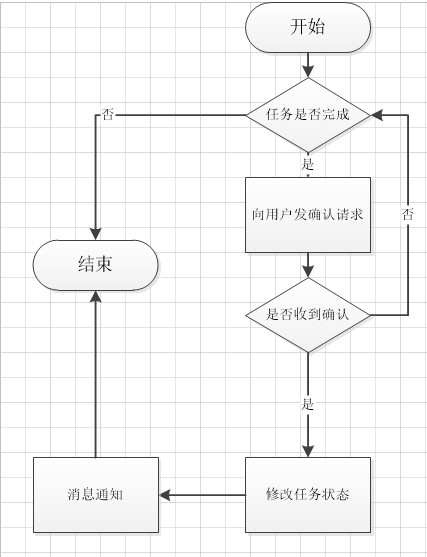 开始
任务是否完成
否
是
向用户发确认请求
否
结束
是否收到确认
是
消息通知
修改任务状态